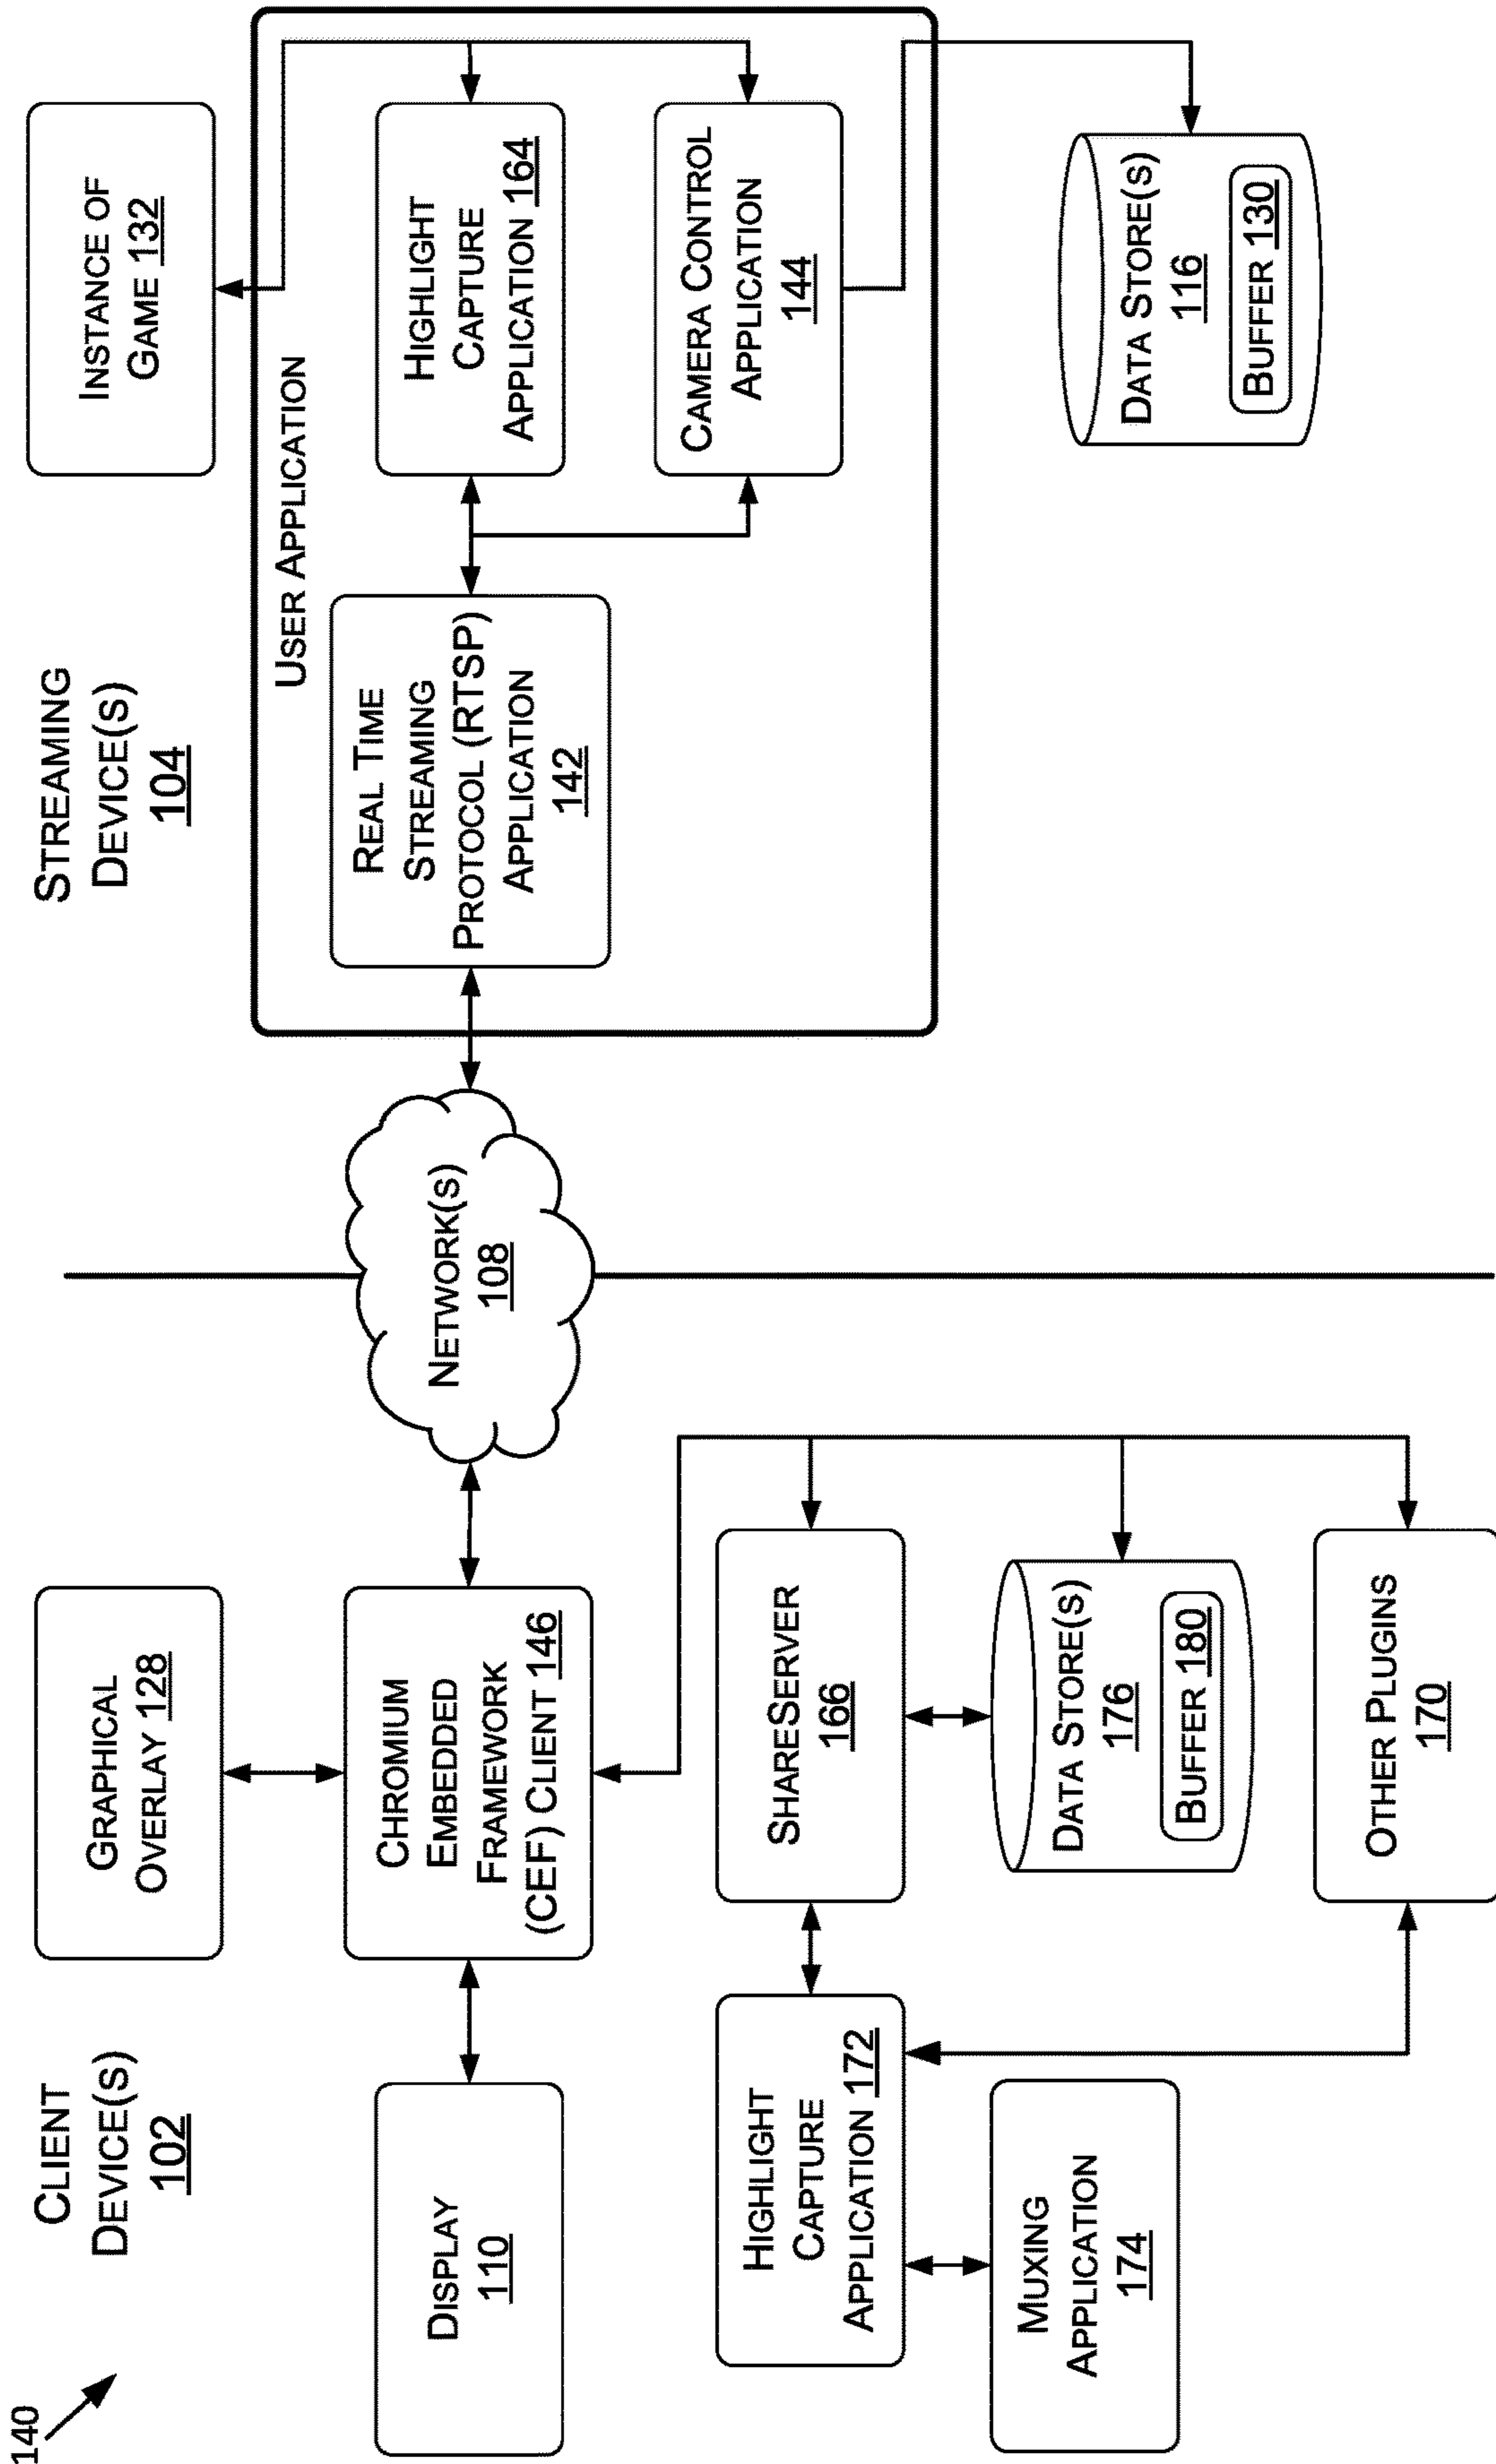 140
CLIENT
DEVICE(S)
102
STREAMING
DEVICE(S)
104
GRAPHICAL
OVERLAY 128
INSTANCE OF
GAME 132
USER APPLICATION
DISPLAY
110
CHROMIUM
EMBEDDED
FRAMEWORK
(CEF) CLIENT 146
NETWORK(S)
108
REAL TIME
STREAMING
PROTOCOL (RTSP)
APPLICATION
142
HIGHLIGHT
CAPTURE
APPLICATION 164
CAMERA CONTROL
APPLICATION
144
HIGHLIGHT
CAPTURE
APPLICATION 172
SHARESERVER
166
MUXING
APPLICATION
174
DATA STORE(S)
176
BUFFER 180
OTHER PLUGINS
170
DATA STORE(S)
116
BUFFER 130